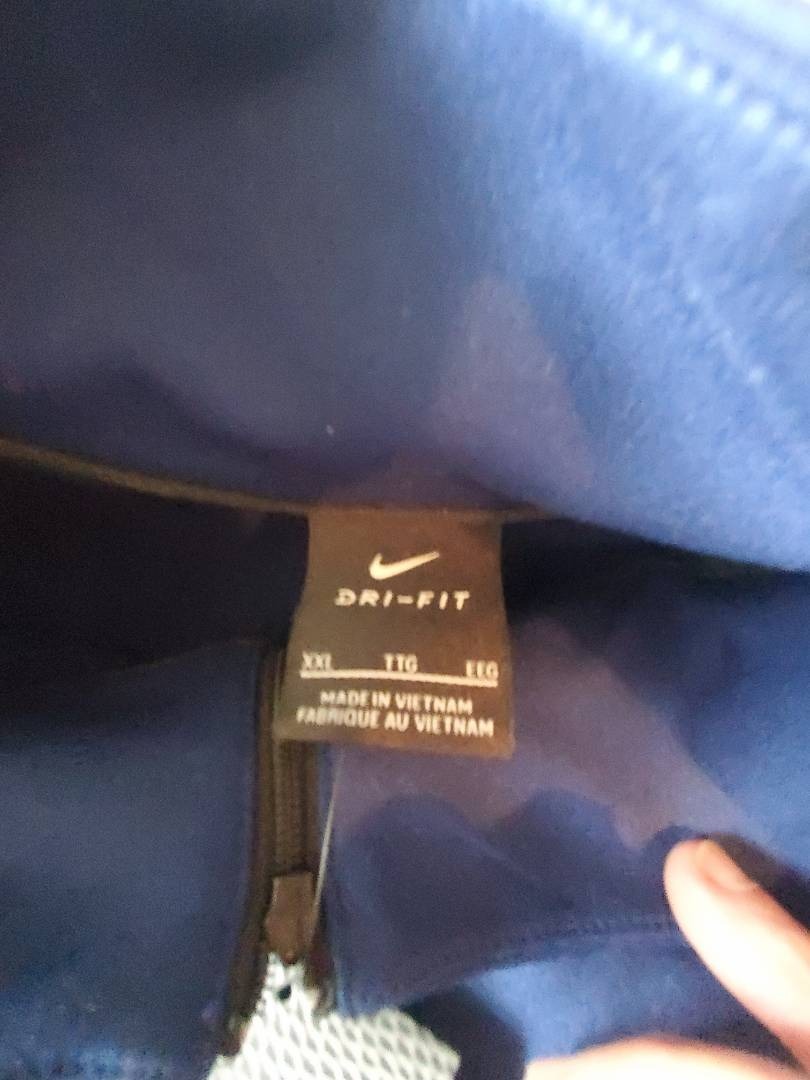 DRI-FIT
XXL TTG EEG
MADE IN VIETNAM
FABRIQUE AU VIETNAM